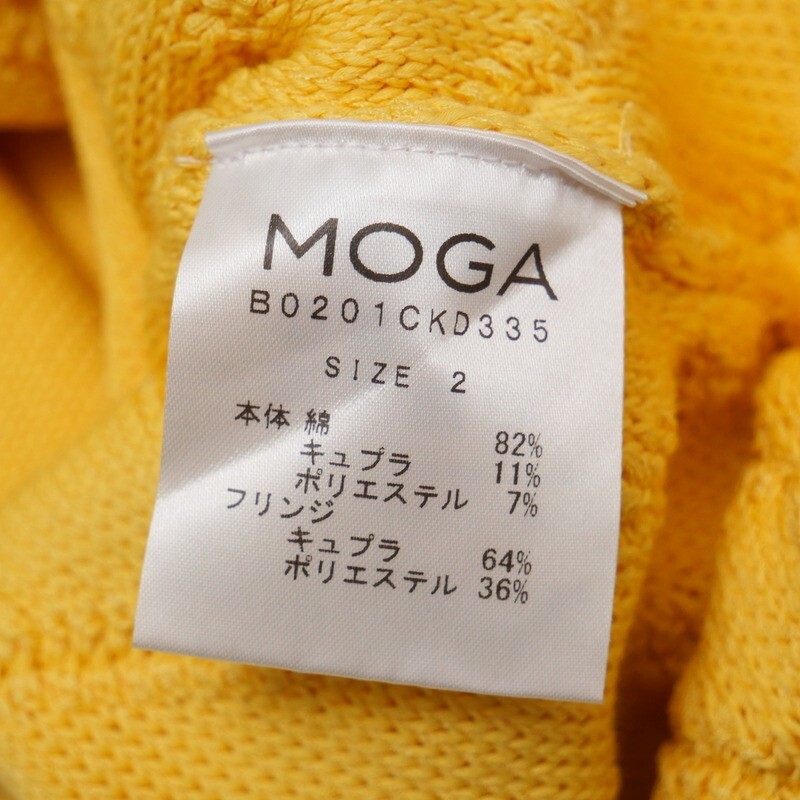 MOGA
B0201CKD335
SIZE 2
本体 綿 82%
キュプラ 11%
ポリエステル 7%
フリンジ
キュプラ 64%
ポリエステル 36%